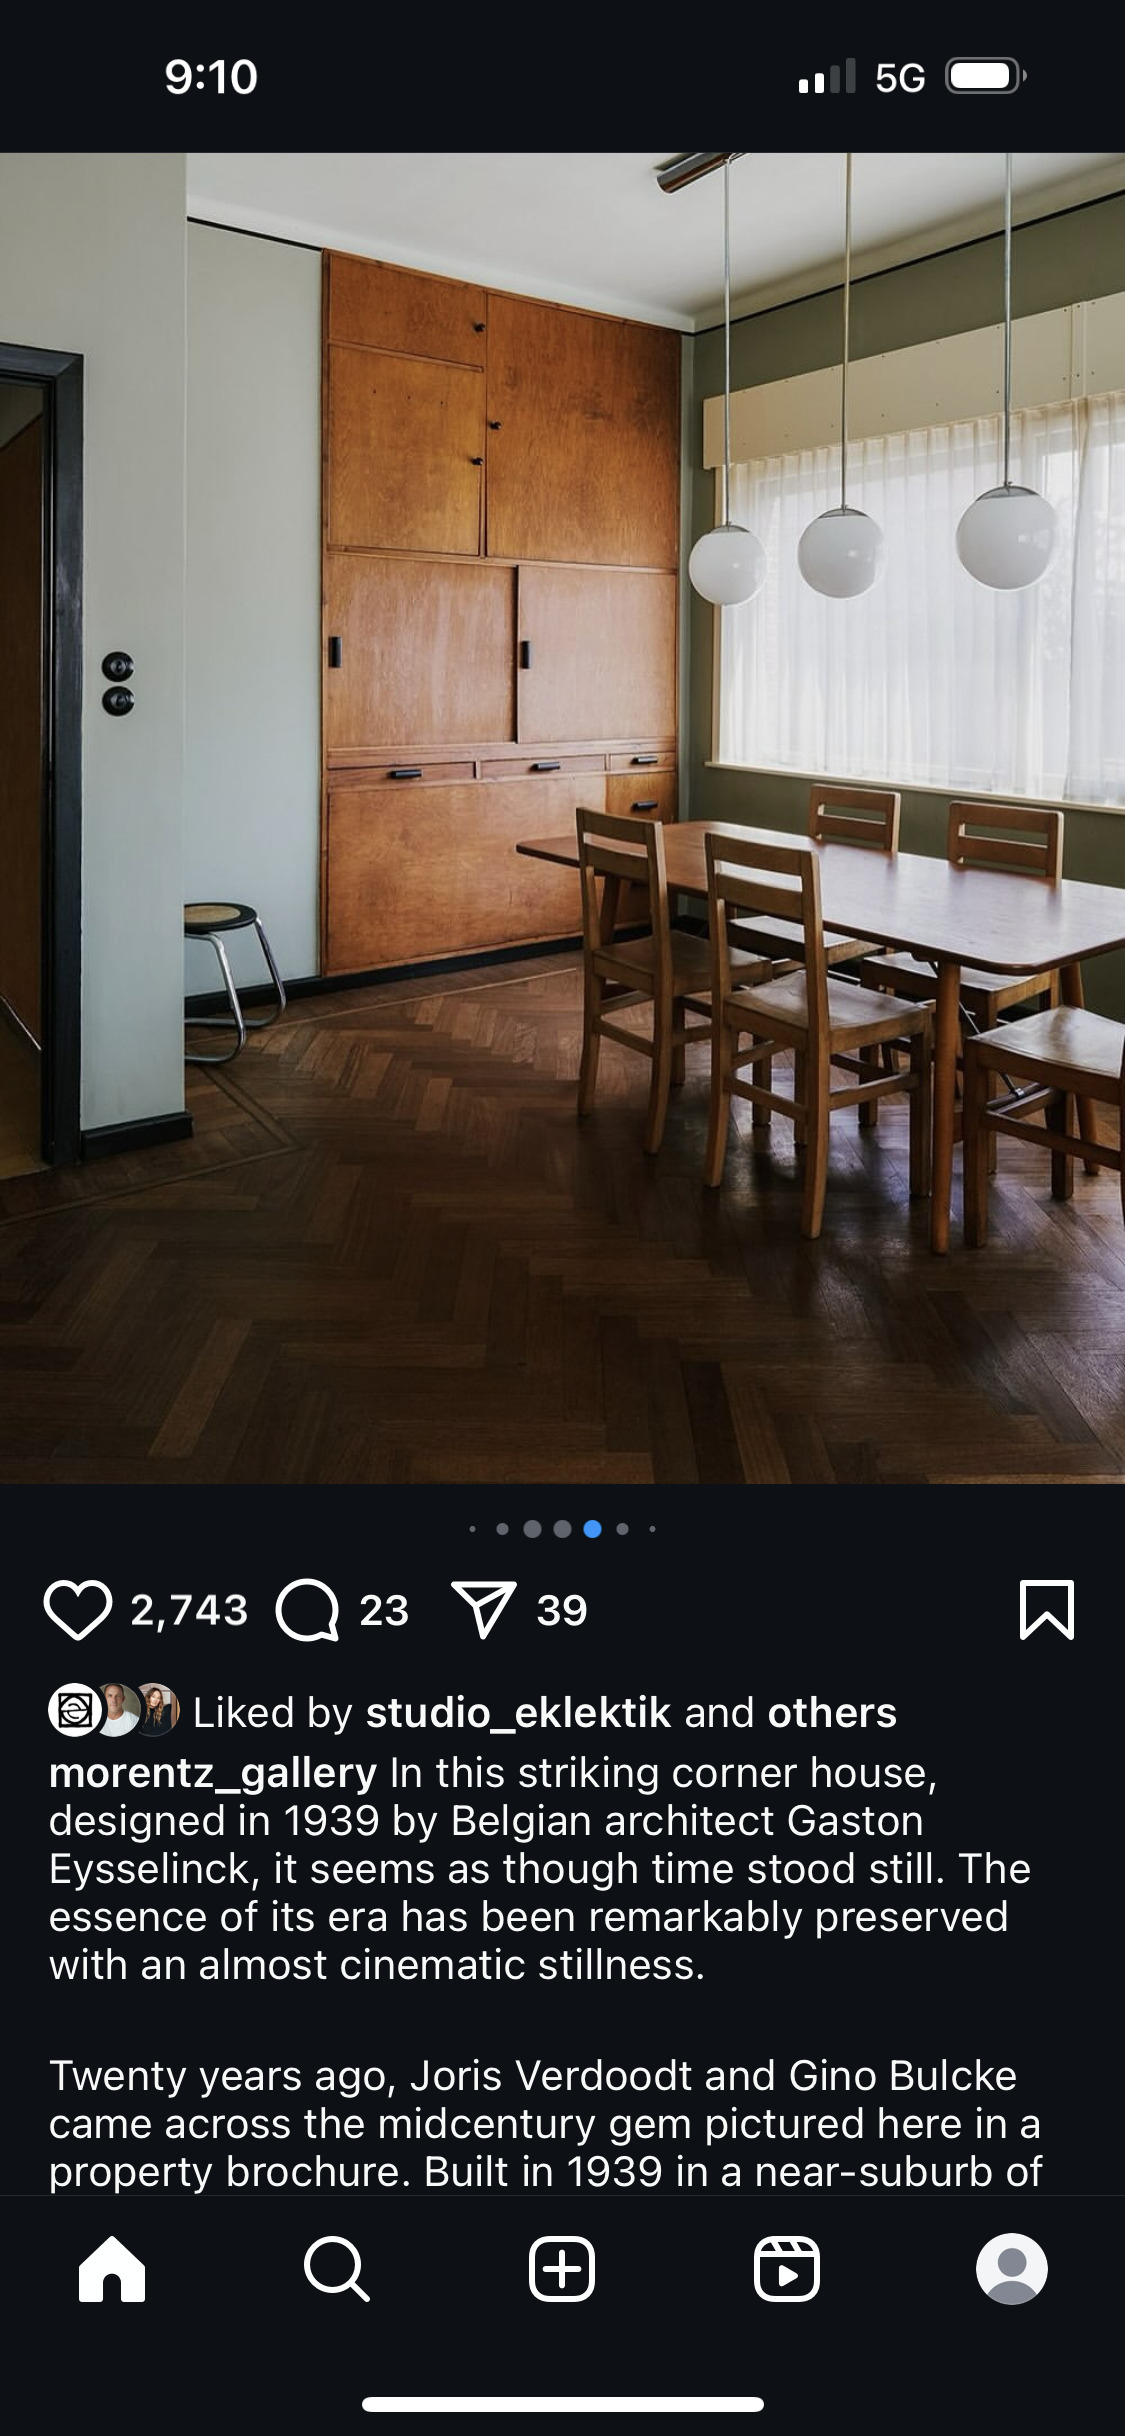 9:10
5G
2,743
23
39
Liked by studio_eklektik and others
morentz_gallery In this striking corner house,
designed in 1939 by Belgian architect Gaston
Eysselinck, it seems as though time stood still. The
essence of its era has been remarkably preserved
with an almost cinematic stillness.
Twenty years ago, Joris Verdoodt and Gino Bulcke
came across the midcentury gem pictured here in a
property brochure. Built in 1939 in a near-suburb of